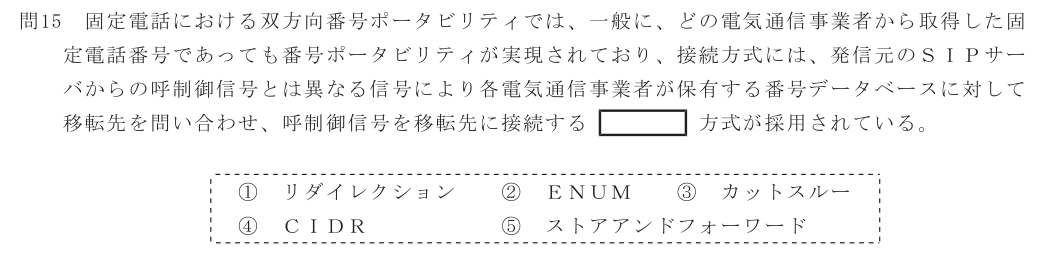 問15 固定電話における双方向番号ポータビリティでは、一般に、どの電気通信事業者から取得した固
定電話番号であっても番号ポータビリティが実現されており、接続方式には、発信元のSIPサー
バからの呼制御信号とは異なる信号により各電気通信事業者が保有する番号データベースに対して
移転先を問い合わせ、呼制御信号を移転先に接続する 方式が採用されている。
① リダイレクション ② ENUM ③ カットスルー
④ CIDR ⑤ ストアアンドフォーワード